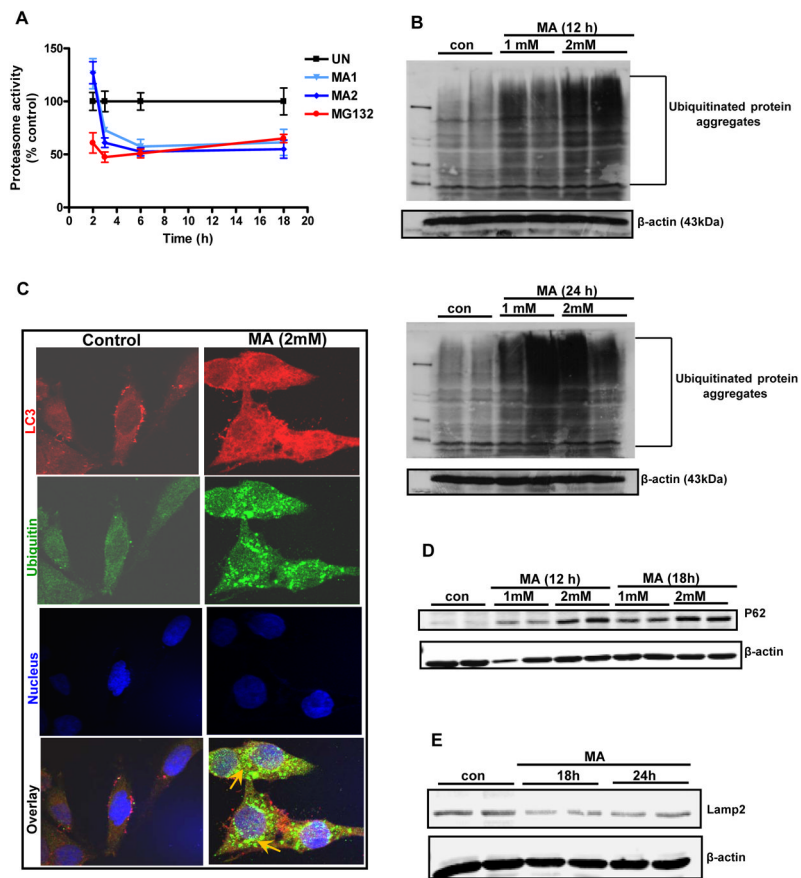 A
150
100
50
0
Proteasome activity
(% control)
0 2 4 6 8 10 12 14 16 18 20
Time (h)
UN
MA1
MA2
MG132
B
MA (12 h)
con 1 mM 2mM
Ubiquitinated protein
aggregates
β-actin (43kDa)
MA (24 h)
con 1 mM 2mM
Ubiquitinated protein
aggregates
β-actin (43kDa)
C
Control MA (2mM)
LC3
Ubiquitin
Nucleus
Overlay
D
MA (12 h) MA (18h)
con 1mM 2mM 1mM 2mM
P62
β-actin
E
MA
con 18h 24h
Lamp2
β-actin